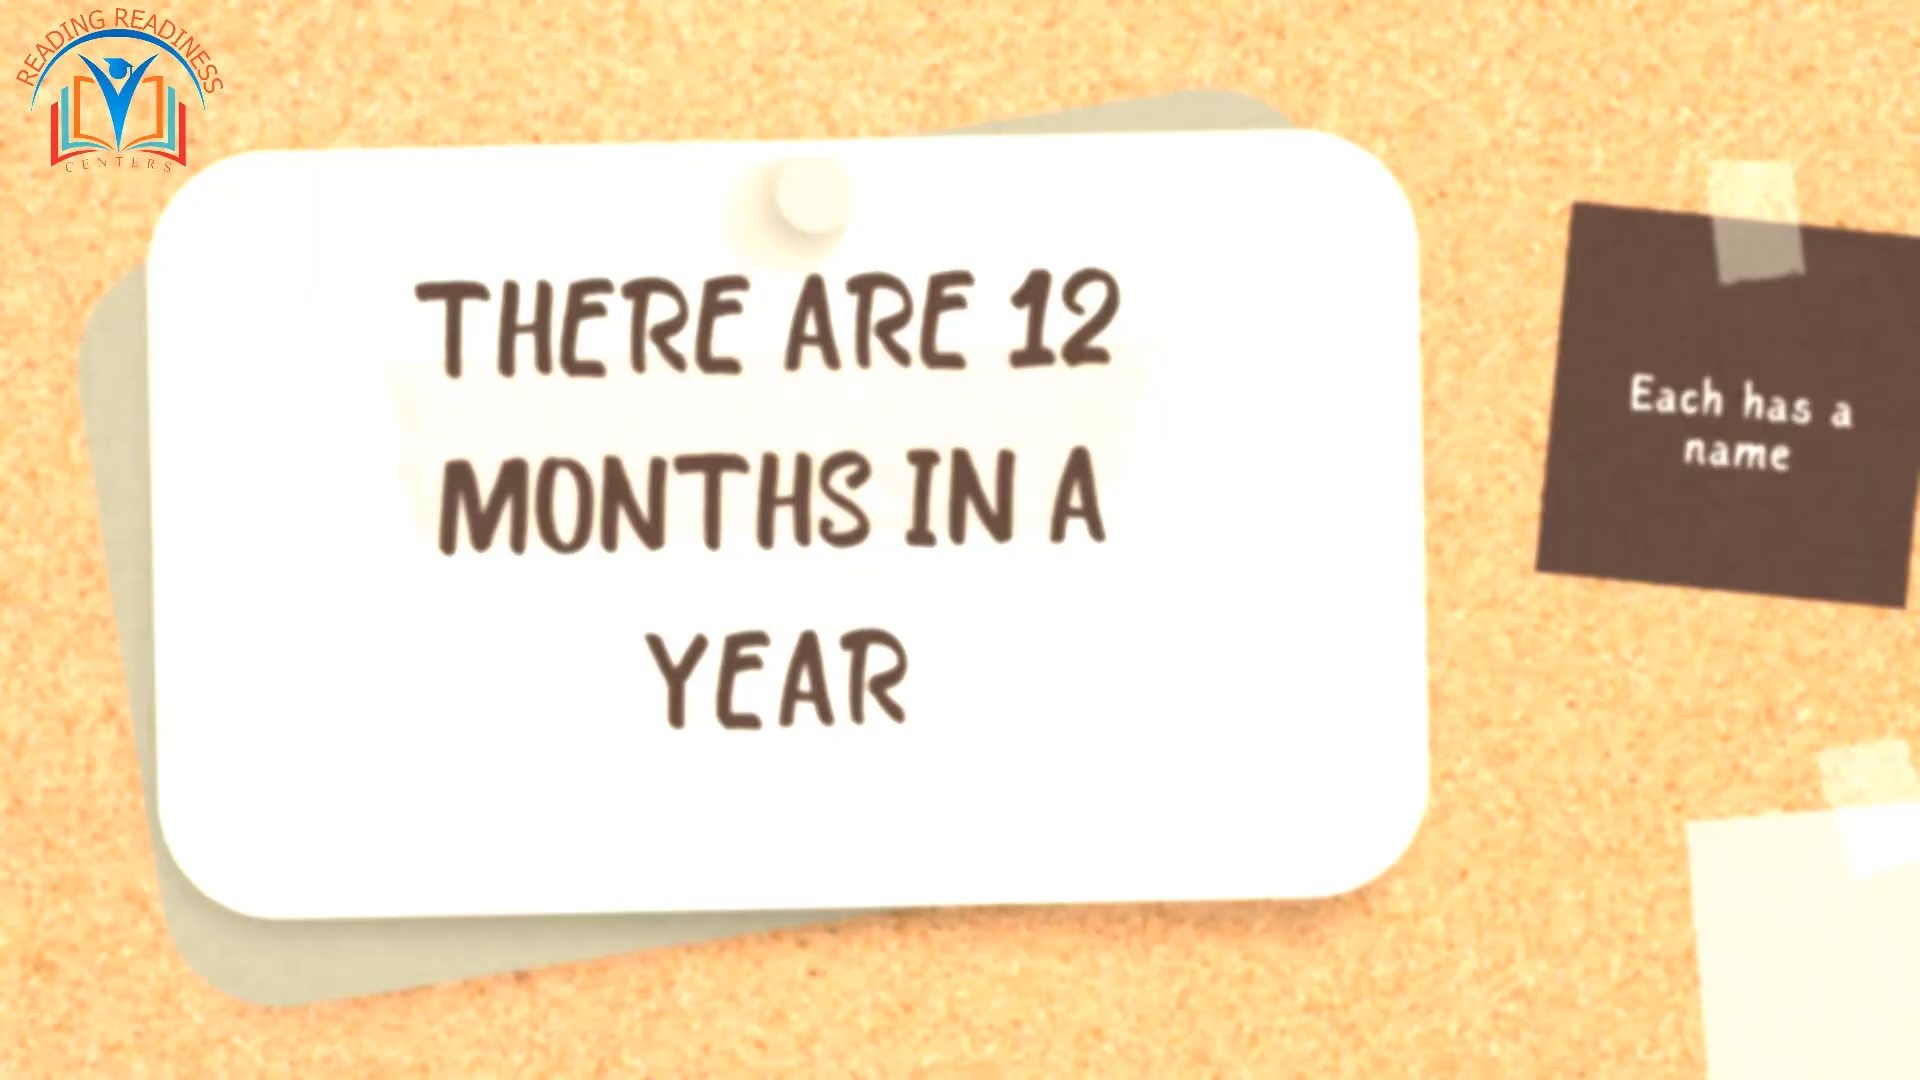 READING READINESS
CENTERS
THERE ARE 12
MONTHS IN A
YEAR
Each has a
name